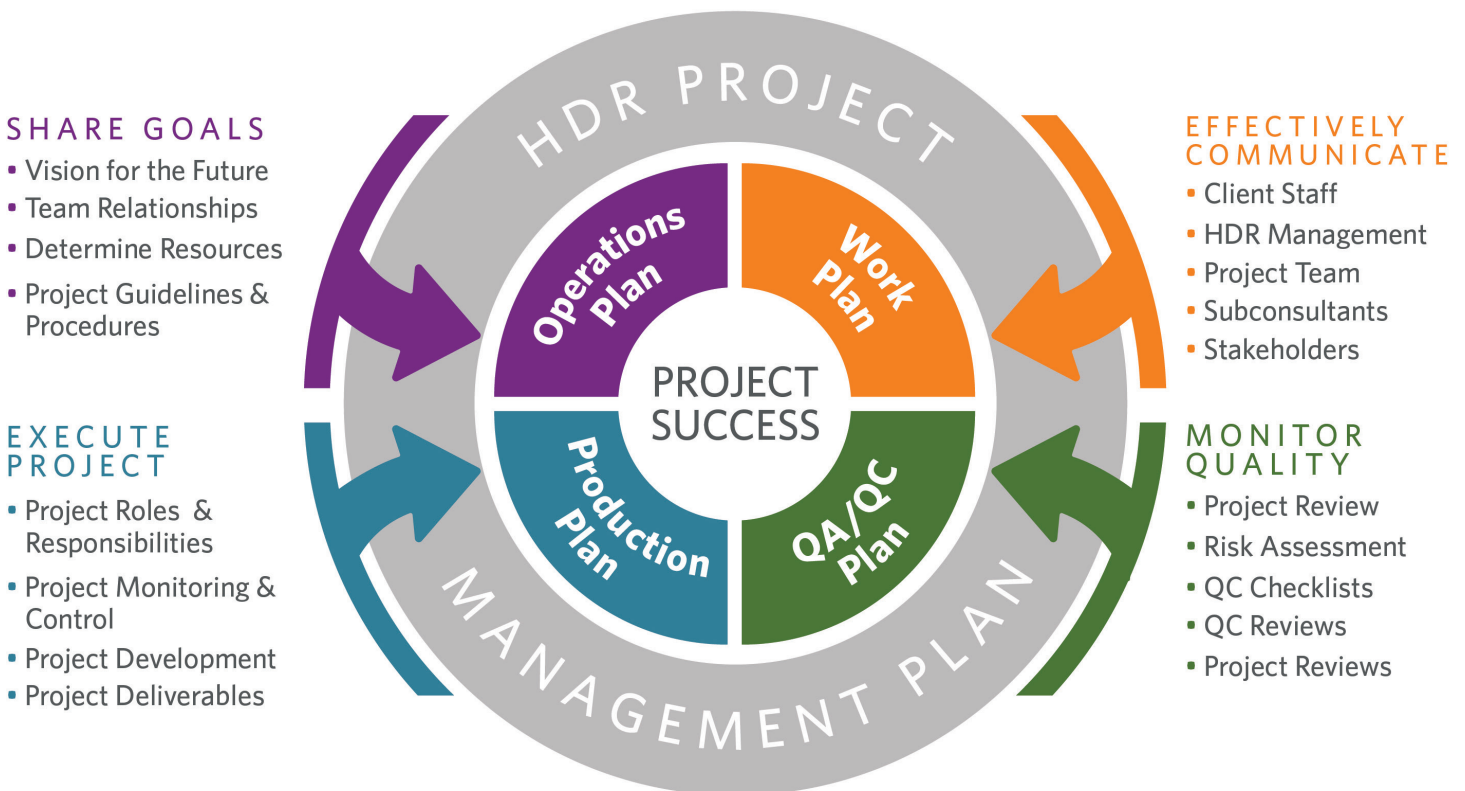 HDR PROJECT
MANAGEMENT PLAN
SHARE GOALS
▪ Vision for the Future
▪ Team Relationships
▪ Determine Resources
▪ Project Guidelines &
Procedures
EXECUTE
PROJECT
▪ Project Roles &
Responsibilities
▪ Project Monitoring &
Control
▪ Project Development
▪ Project Deliverables
Operations
Plan
Work
Plan
PROJECT
SUCCESS
Production
Plan
QA/QC
Plan
EFFECTIVELY
COMMUNICATE
▪ Client Staff
▪ HDR Management
▪ Project Team
▪ Subconsultants
▪ Stakeholders
MONITOR
QUALITY
▪ Project Review
▪ Risk Assessment
▪ QC Checklists
▪ QC Reviews
▪ Project Reviews